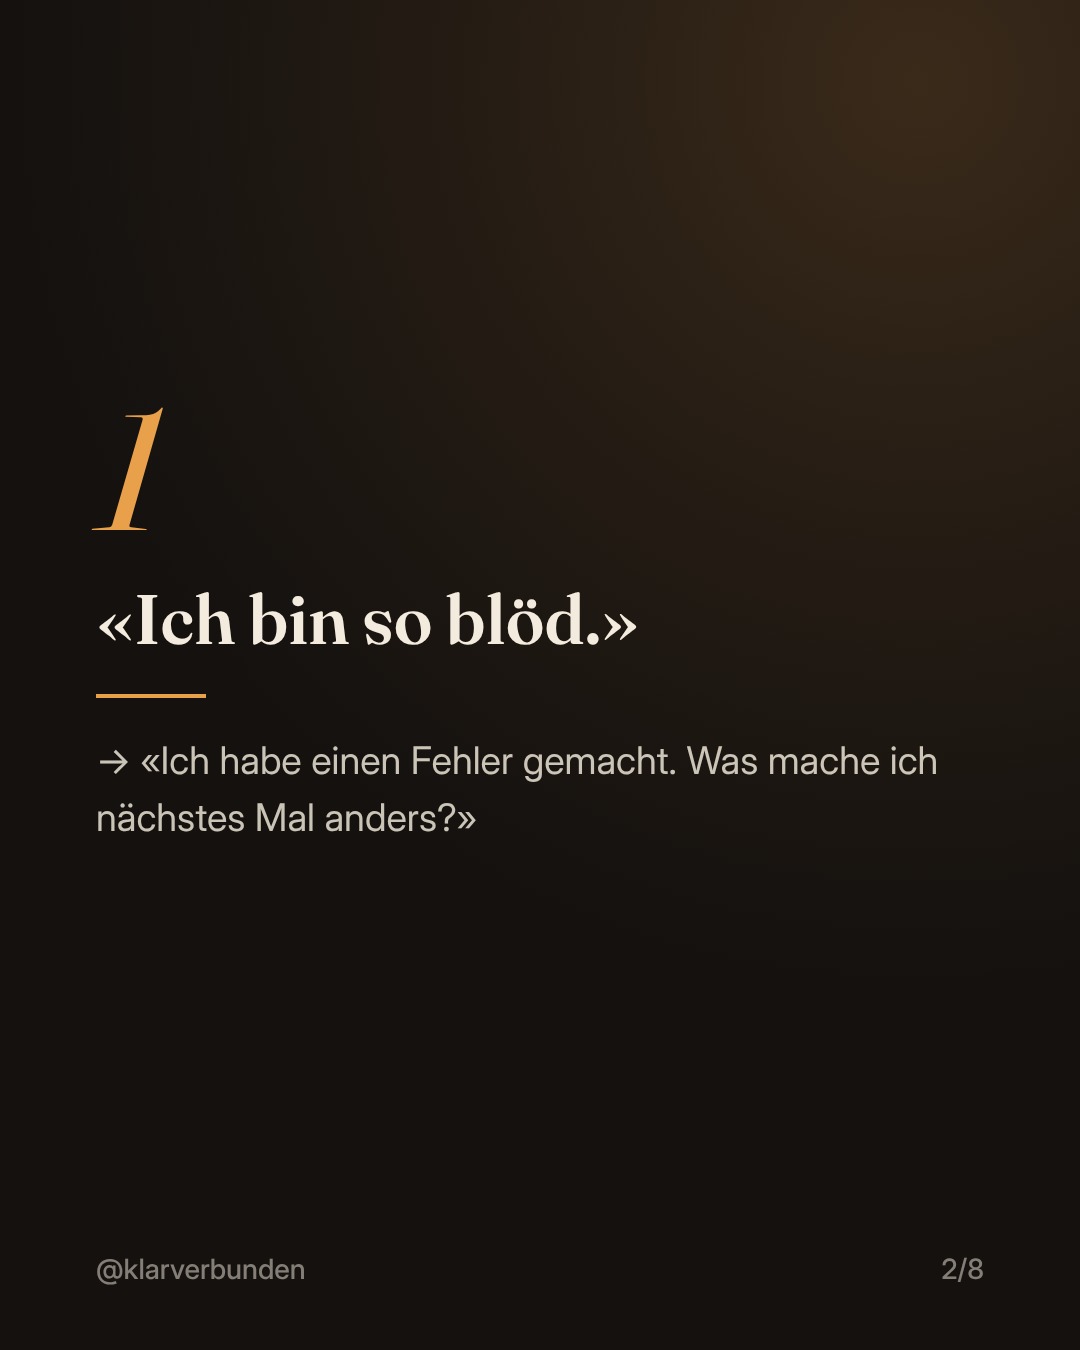 1
«Ich bin so blöd.»
→ «Ich habe einen Fehler gemacht. Was mache ich
nächstes Mal anders?»
@klarverbunden
2/8